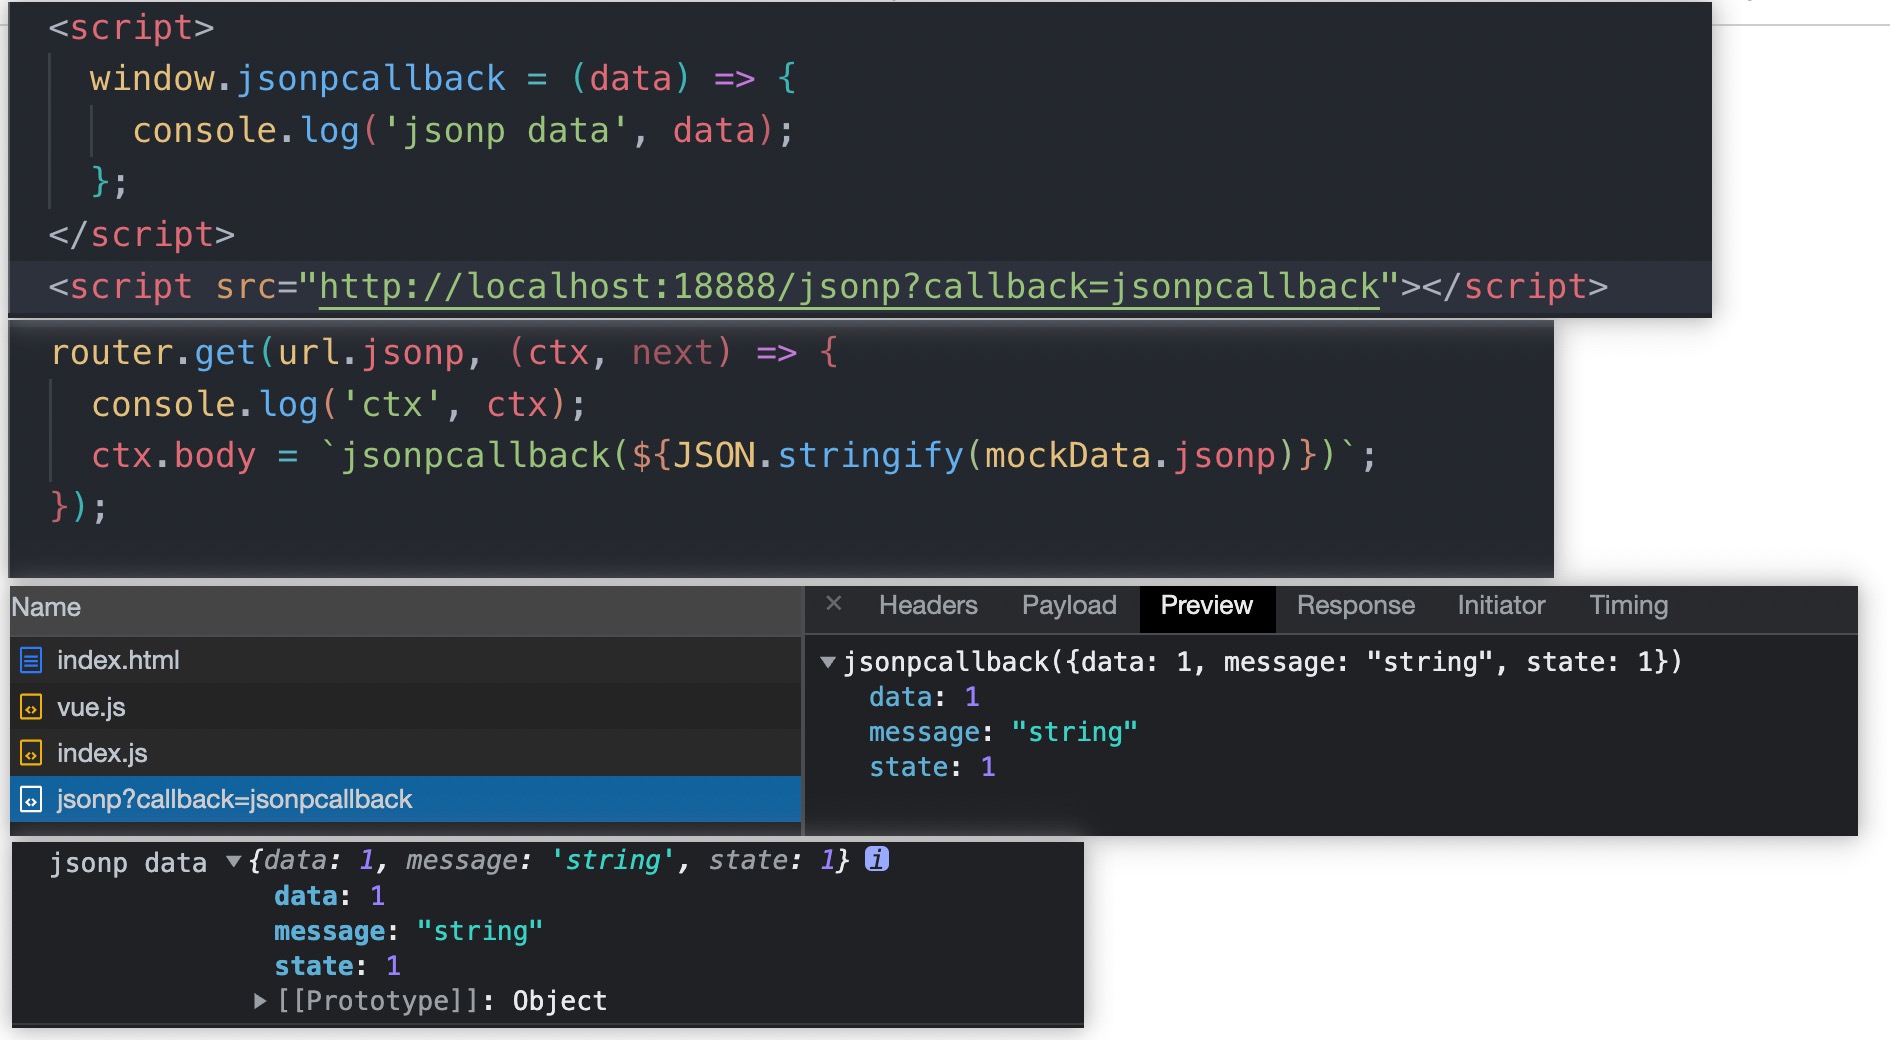 <script>
window.jsonpcallback = (data) => {
console.log('jsonp data', data);
};
</script>
<script src="http://localhost:18888/jsonp?callback=jsonpcallback"></script>
router.get(url.jsonp, (ctx, next) => {
console.log('ctx', ctx);
ctx.body = `jsonpcallback(${JSON.stringify(mockData.jsonp)})`;
});
Name
index.html
vue.js
index.js
jsonp?callback=jsonpcallback
× Headers Payload Preview Response Initiator Timing
▼jsonpcallback({data: 1, message: "string", state: 1})
data: 1
message: "string"
state: 1
jsonp data ▼{data: 1, message: 'string', state: 1} i
data: 1
message: "string"
state: 1
▶[[Prototype]]: Object